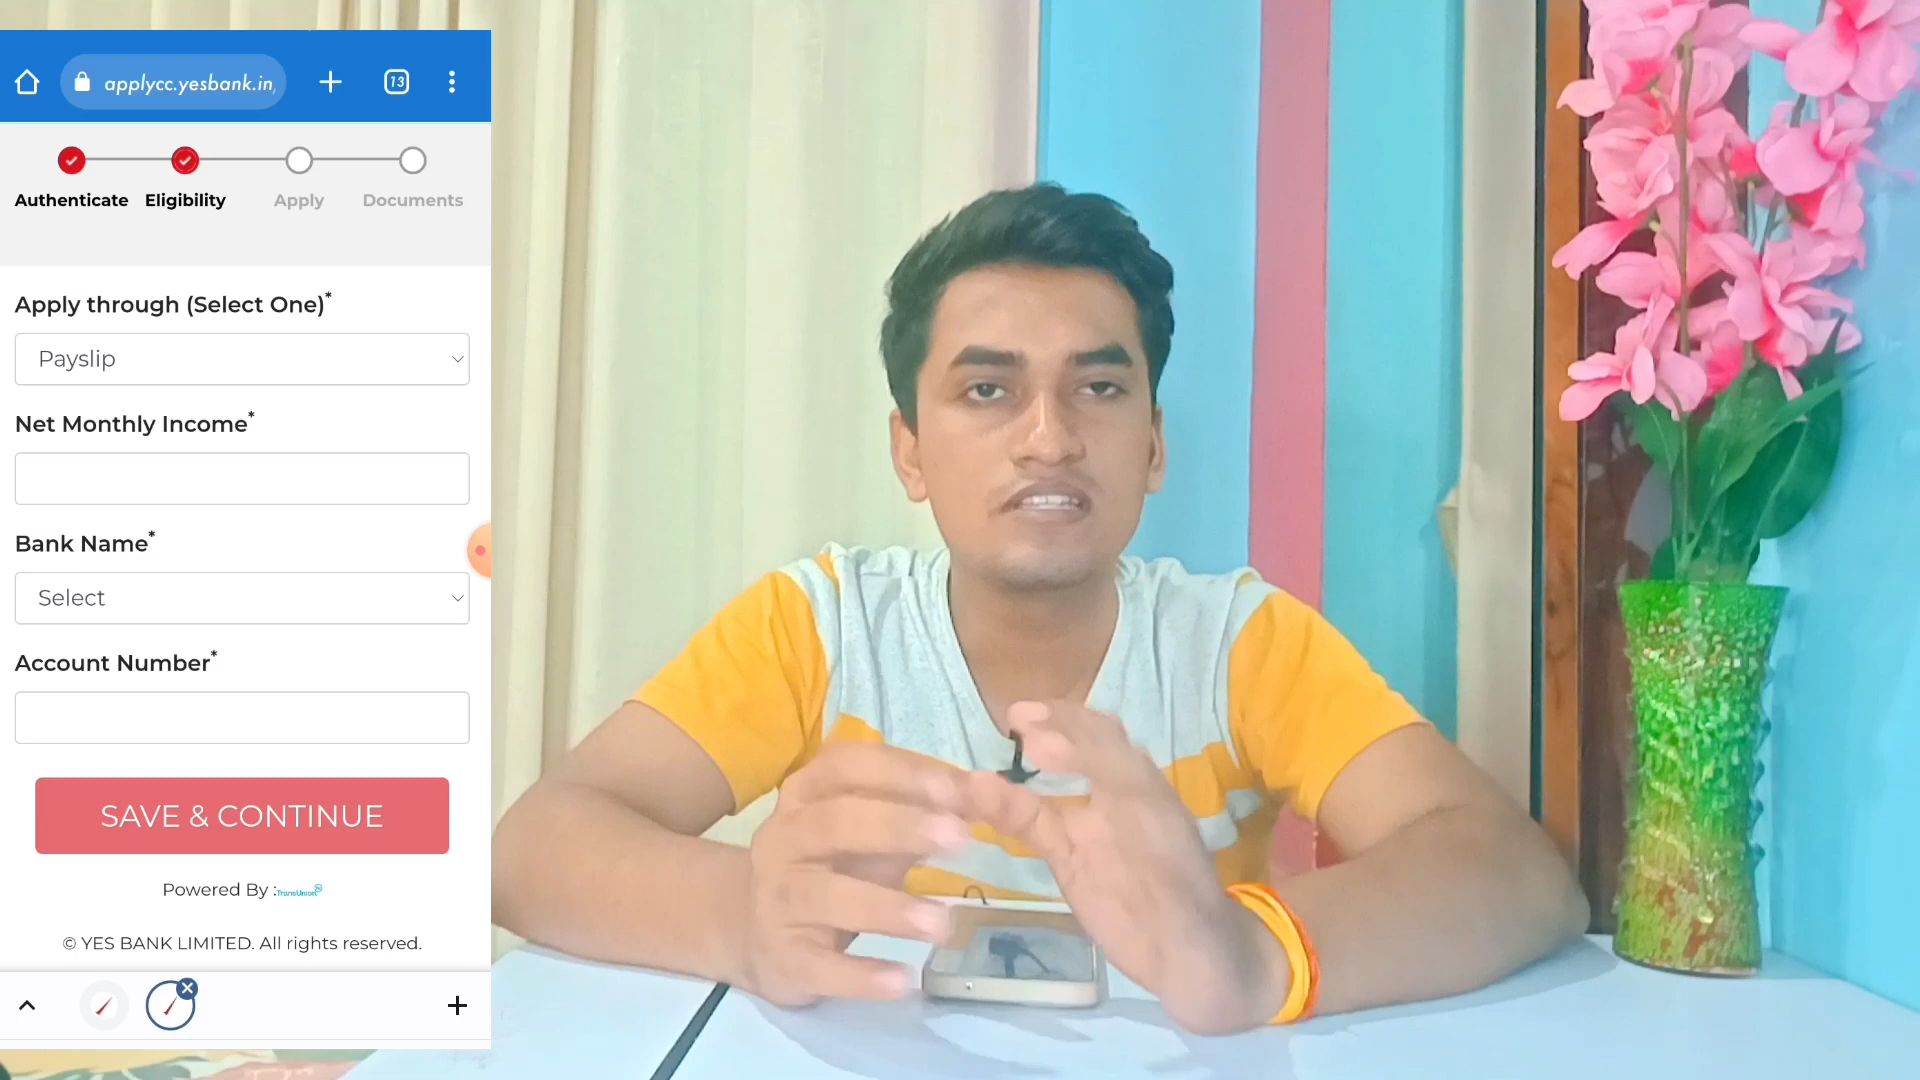 applycc.yesbank.in,
13
Authenticate Eligibility Apply Documents
Apply through (Select One)*
Payslip
Net Monthly Income*
Bank Name*
Select
Account Number*
SAVE & CONTINUE
Powered By : TransUnion
© YES BANK LIMITED. All rights reserved.